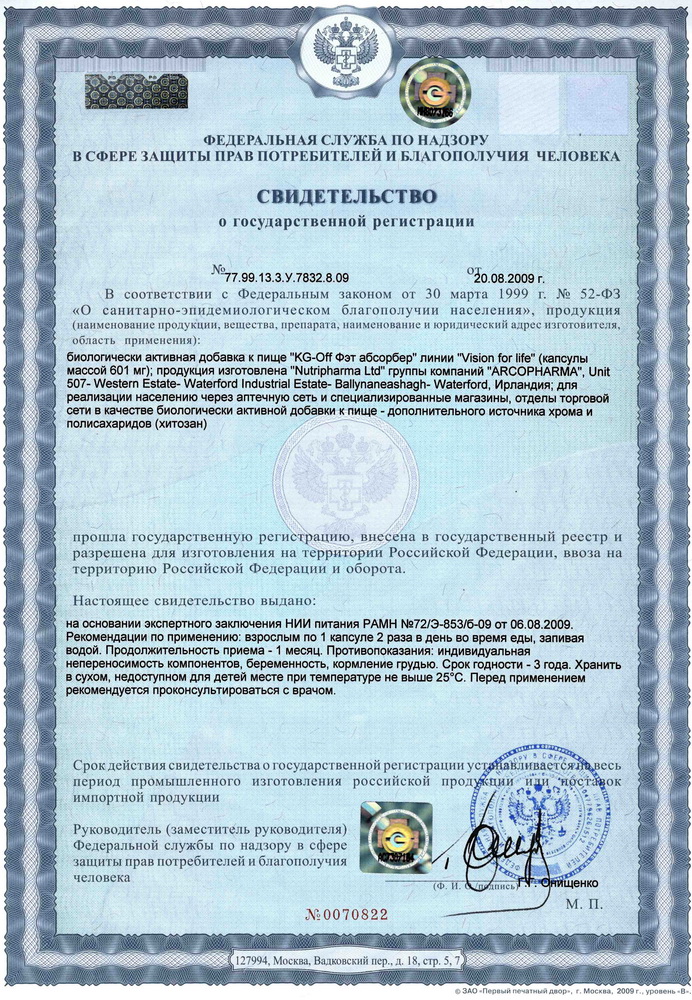 ФЕДЕРАЛЬНАЯ СЛУЖБА ПО НАДЗОРУ
В СФЕРЕ ЗАЩИТЫ ПРАВ ПОТРЕБИТЕЛЕЙ И БЛАГОПОЛУЧИЯ ЧЕЛОВЕКА
СВИДЕТЕЛЬСТВО
о государственной регистрации
№77.99.13.3.У.7832.8.09 от 20.08.2009 г.
В соответствии с Федеральным законом от 30 марта 1999 г. № 52-ФЗ
«О санитарно-эпидемиологическом благополучии населения», продукция
(наименование продукции, вещества, препарата, наименование и юридический адрес изготовителя,
область применения):
биологически активная добавка к пище "KG-Off Фэт абсорбер" линии "Vision for life" (капсулы
массой 601 мг); продукция изготовлена "Nutripharma Ltd" группы компаний "ARCOPHARMA", Unit
507- Western Estate- Waterford Industrial Estate- Ballynaneashagh- Waterford, Ирландия; для
реализации населению через аптечную сеть и специализированные магазины, отделы торговой
сети в качестве биологически активной добавки к пище - дополнительного источника хрома и
полисахаридов (хитозан)
прошла государственную регистрацию, внесена в государственный реестр и
разрешена для изготовления на территории Российской Федерации, ввоза на
территорию Российской Федерации и оборота.
Настоящее свидетельство выдано:
на основании экспертного заключения НИИ питания РАМН №72/Э-853/б-09 от 06.08.2009.
Рекомендации по применению: взрослым по 1 капсуле 2 раза в день во время еды, запивая
водой. Продолжительность приема - 1 месяц. Противопоказания: индивидуальная
непереносимость компонентов, беременность, кормление грудью. Срок годности - 3 года. Хранить
в сухом, недоступном для детей месте при температуре не выше 25°С. Перед применением
рекомендуется проконсультироваться с врачом.
Срок действия свидетельства о государственной регистрации устанавливается на весь
период промышленного изготовления российской продукции или поставок
импортной продукции
Руководитель (заместитель руководителя)
Федеральной службы по надзору в сфере
защиты прав потребителей и благополучия
человека
(Ф. И. О./подпись) Г.Г. Онищенко
М. П.
№0070822
127994, Москва, Вадковский пер., д. 18, стр. 5, 7
© ЗАО «Первый печатный двор», г. Москва, 2009 г., уровень «В».